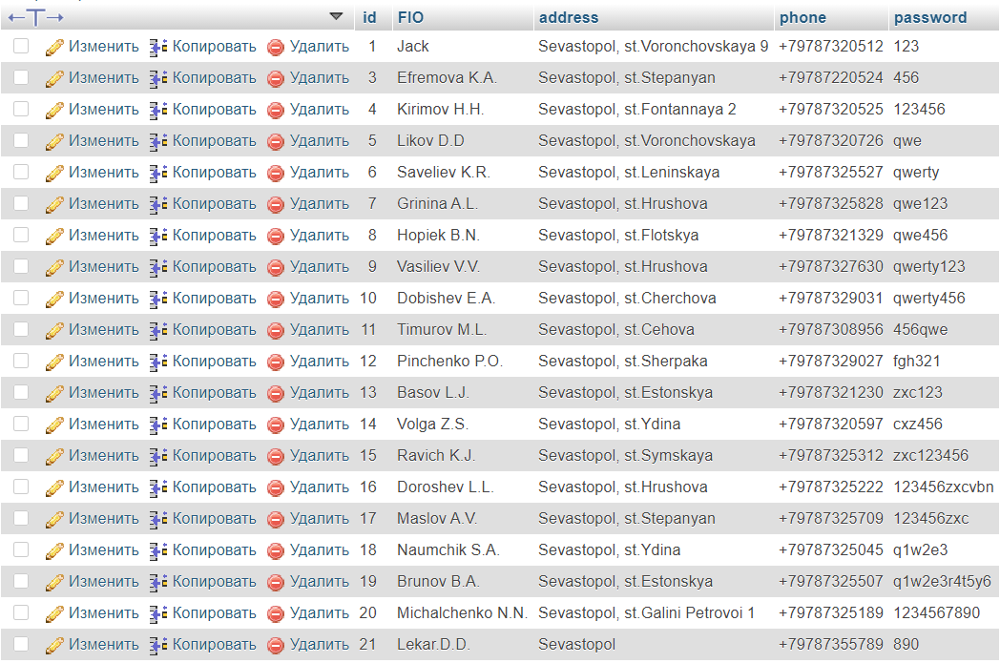 id FIO address phone password
Изменить Копировать Удалить 1 Jack Sevastopol, st.Voronchovskaya 9 +79787320512 123
Изменить Копировать Удалить 3 Efremova K.A. Sevastopol, st.Stepanyan +79787220524 456
Изменить Копировать Удалить 4 Kirimov H.H. Sevastopol, st.Fontannaya 2 +79787320525 123456
Изменить Копировать Удалить 5 Likov D.D Sevastopol, st.Voronchovskaya +79787320726 qwe
Изменить Копировать Удалить 6 Saveliev K.R. Sevastopol, st.Leninskaya +79787325527 qwerty
Изменить Копировать Удалить 7 Grinina A.L. Sevastopol, st.Hrushova +79787325828 qwe123
Изменить Копировать Удалить 8 Hopiek B.N. Sevastopol, st.Flotskya +79787321329 qwe456
Изменить Копировать Удалить 9 Vasiliev V.V. Sevastopol, st.Hrushova +79787327630 qwerty123
Изменить Копировать Удалить 10 Dobishev E.A. Sevastopol, st.Cherchova +79787329031 qwerty456
Изменить Копировать Удалить 11 Timurov M.L. Sevastopol, st.Cehova +79787308956 456qwe
Изменить Копировать Удалить 12 Pinchenko P.O. Sevastopol, st.Sherpaka +79787329027 fgh321
Изменить Копировать Удалить 13 Basov L.J. Sevastopol, st.Estonskya +79787321230 zxc123
Изменить Копировать Удалить 14 Volga Z.S. Sevastopol, st.Ydina +79787320597 cxz456
Изменить Копировать Удалить 15 Ravich K.J. Sevastopol, st.Symskaya +79787325312 zxc123456
Изменить Копировать Удалить 16 Doroshev L.L. Sevastopol, st.Hrushova +79787325222 123456zxcvbn
Изменить Копировать Удалить 17 Maslov A.V. Sevastopol, st.Stepanyan +79787325709 123456zxc
Изменить Копировать Удалить 18 Naumchik S.A. Sevastopol, st.Ydina +79787325045 q1w2e3
Изменить Копировать Удалить 19 Brunov B.A. Sevastopol, st.Estonskya +79787325507 q1w2e3r4t5y6
Изменить Копировать Удалить 20 Michalchenko N.N. Sevastopol, st.Galini Petrovoi 1 +79787325189 1234567890
Изменить Копировать Удалить 21 Lekar.D.D. Sevastopol +79787355789 890